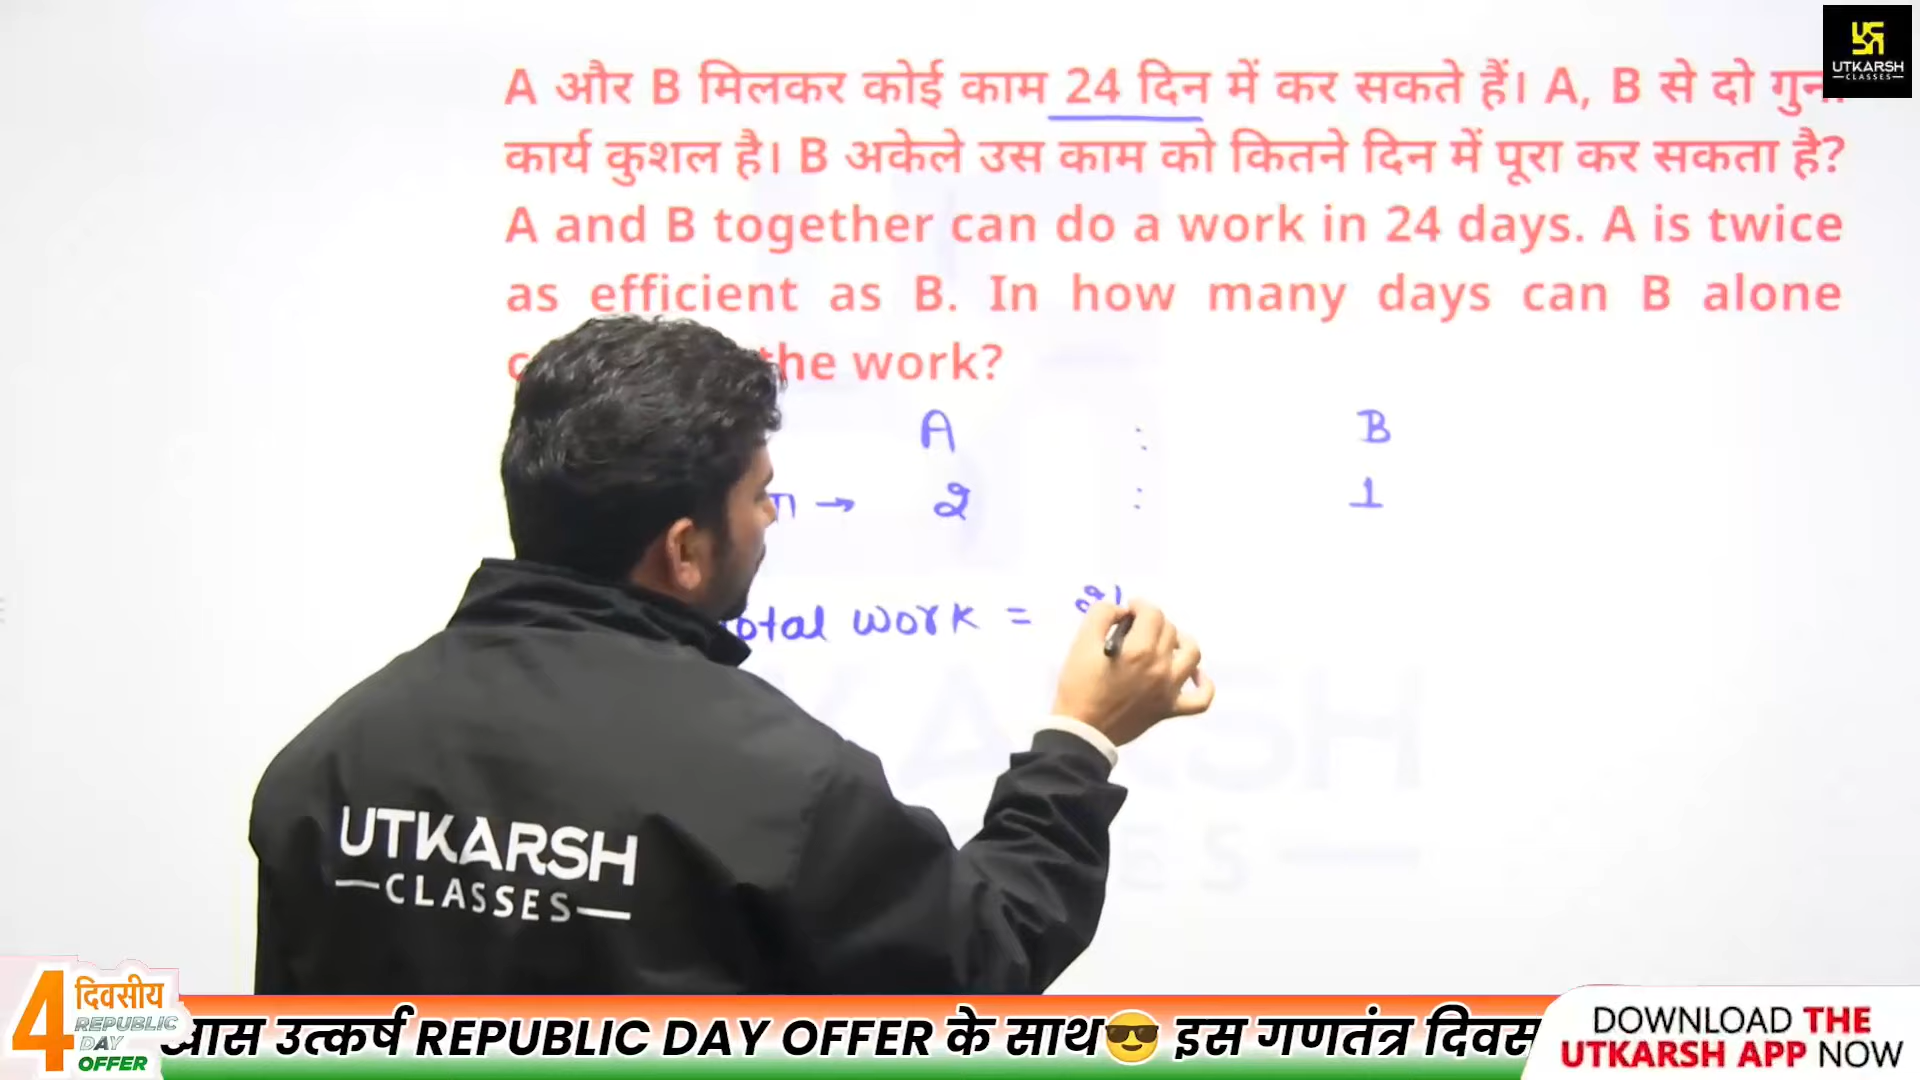 卐
UTKARSH
CLASSES
A और B मिलकर कोई काम 24 दिन में कर सकते हैं। A, B से दो
कार्य कुशल है। B अकेले उस काम को कितने दिन में पूरा कर सकता है?
A and B together can do a work in 24 days. A is twice
as efficient as B. In how many days can B alone
the work?
A : B
→ 2 : 1
work =
UTKARSH
CLASSES
4 दिवसीय
REPUBLIC
DAY
OFFER
उत्कर्ष REPUBLIC DAY OFFER के साथ😎 इस गणतंत्र
DOWNLOAD THE
UTKARSH APP NOW